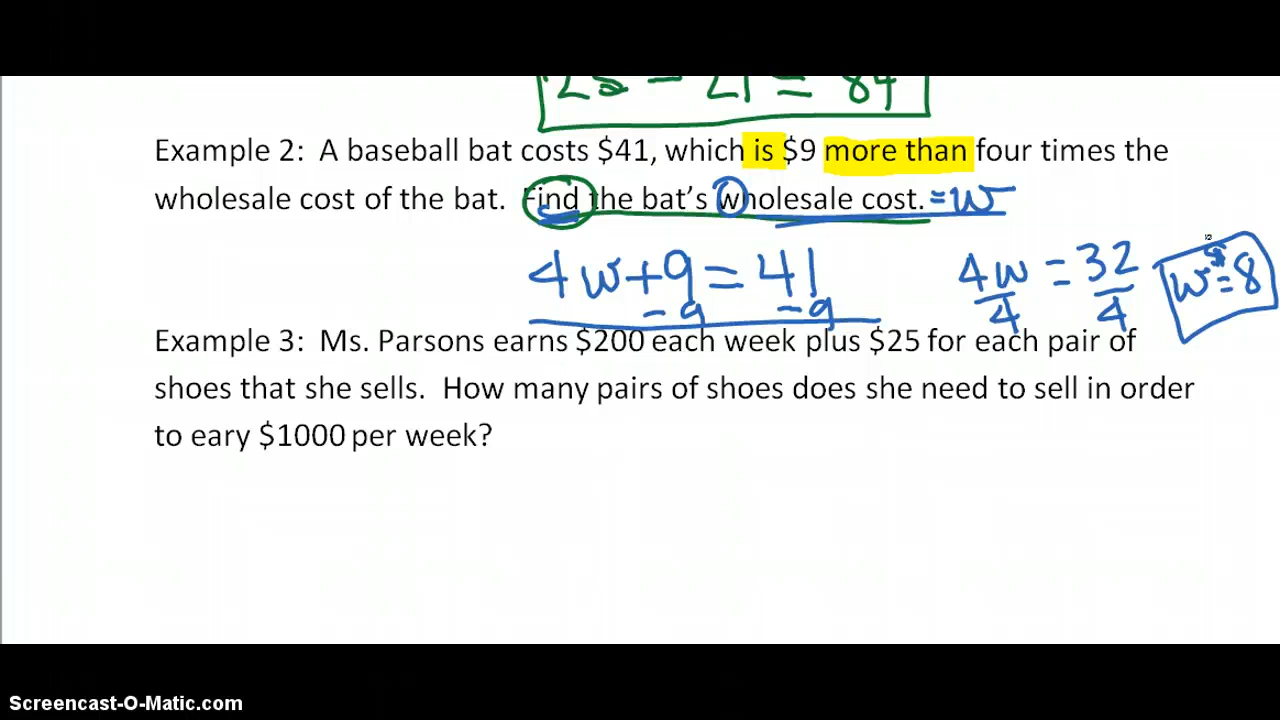 25 - 21 = 84
Example 2: A baseball bat costs $41, which is $9 more than four times the
wholesale cost of the bat. Find the bat's wholesale cost. = w
4w + 9 = 41
- 9 - 9
4w = 32
4 4
w = 8
Example 3: Ms. Parsons earns $200 each week plus $25 for each pair of
shoes that she sells. How many pairs of shoes does she need to sell in order
to eary $1000 per week?
Screencast-O-Matic.com